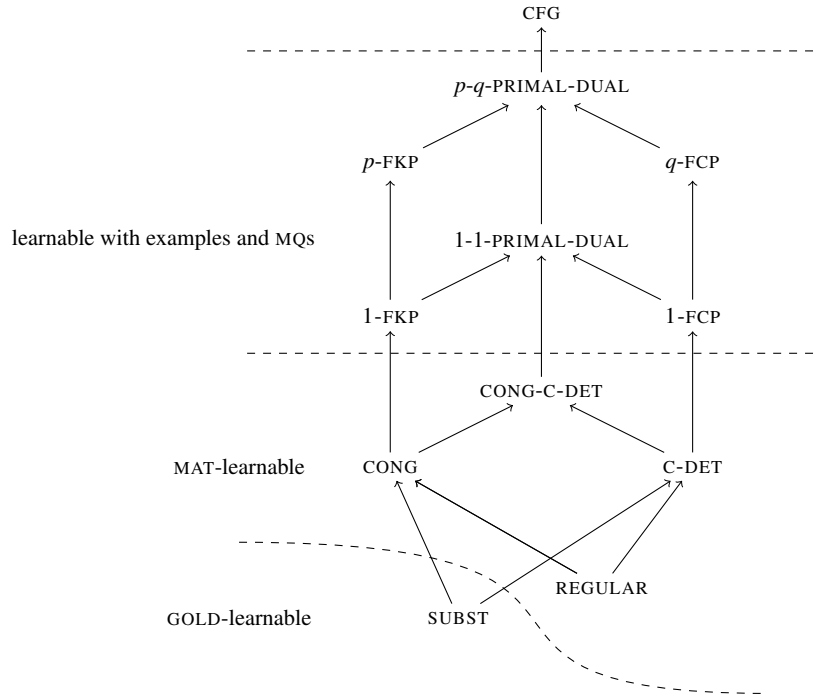 CFG
p-q-PRIMAL-DUAL
p-FKP
q-FCP
learnable with examples and MQs
1-1-PRIMAL-DUAL
1-FKP
1-FCP
CONG-C-DET
MAT-learnable
CONG
C-DET
REGULAR
GOLD-learnable
SUBST